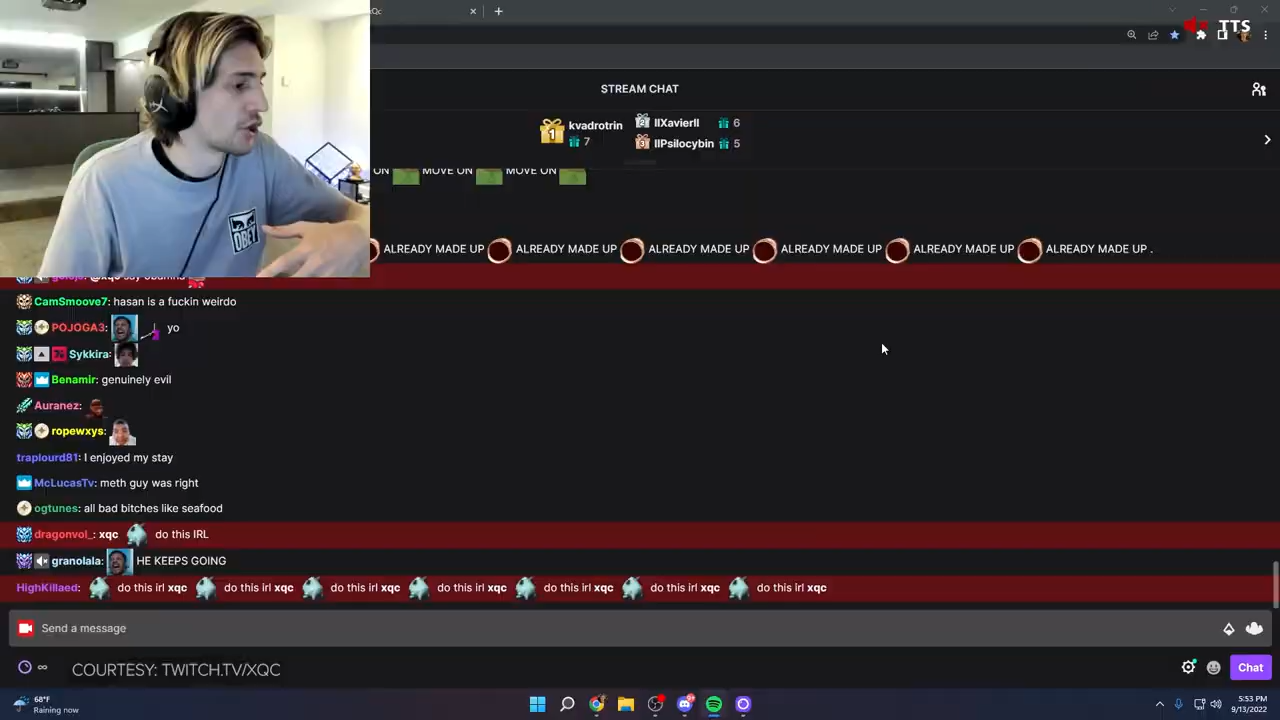 TTS
STREAM CHAT
kvadrotrin
7
IIXavierII 6
IIPsilocybin 5
ON MOVE ON MOVE ON
ALREADY MADE UP ALREADY MADE UP ALREADY MADE UP ALREADY MADE UP ALREADY MADE UP ALREADY MADE UP .
OBEY
CamSmoove7: hasan is a fuckin weirdo
POJOGA3: yo
Sykkira:
Benamir: genuinely evil
Auranez:
ropewxys:
traplourd81: I enjoyed my stay
McLucasTv: meth guy was right
ogtunes: all bad bitches like seafood
dragonvol_: xqc do this IRL
granolala: HE KEEPS GOING
HighKillaed: do this irl xqc do this irl xqc do this irl xqc do this irl xqc do this irl xqc do this irl xqc do this irl xqc
Send a message
COURTESY: TWITCH.TV/XQC
Chat
68°F
Raining now
5:53 PM
9/13/2022